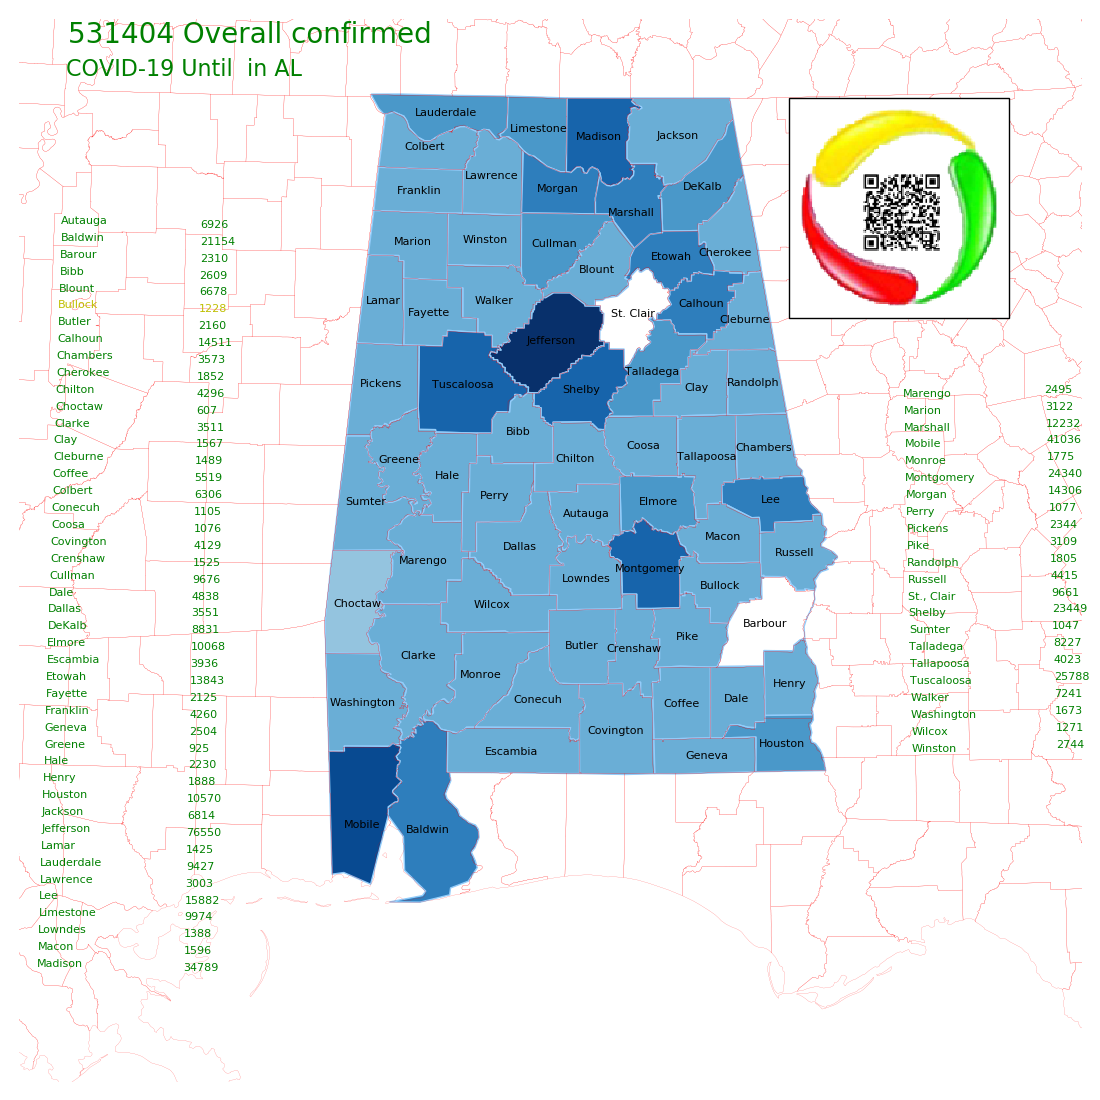 531404 Overall confirmed
COVID-19 Until  in AL
Lauderdale
Limestone
Madison
Jackson
Colbert
Lawrence
Franklin
Morgan
DeKalb
Marshall
Marion
Winston
Cullman
Etowah
Cherokee
Blount
Lamar
Fayette
Walker
St. Clair
Calhoun
Cleburne
Jefferson
Pickens
Tuscaloosa
Shelby
Talladega
Clay
Randolph
Bibb
Greene
Hale
Chilton
Coosa
Tallapoosa
Chambers
Sumter
Perry
Autauga
Elmore
Lee
Marengo
Dallas
Macon
Russell
Choctaw
Wilcox
Lowndes
Montgomery
Bullock
Barbour
Clarke
Butler
Crenshaw
Pike
Monroe
Washington
Conecuh
Covington
Coffee
Dale
Henry
Escambia
Geneva
Houston
Mobile
Baldwin
Autauga 6926
Baldwin 21154
Barour 2310
Bibb 2609
Blount 6678
Bullock 1228
Butler 2160
Calhoun 14511
Chambers 3573
Cherokee 1852
Chilton 4296
Choctaw 607
Clarke 3511
Clay 1567
Cleburne 1489
Coffee 5519
Colbert 6306
Conecuh 1105
Coosa 1076
Covington 4129
Crenshaw 1525
Cullman 9676
Dale 4838
Dallas 3551
DeKalb 8831
Elmore 10068
Escambia 3936
Etowah 13843
Fayette 2125
Franklin 4260
Geneva 2504
Greene 925
Hale 2230
Henry 1888
Houston 10570
Jackson 6814
Jefferson 76550
Lamar 1425
Lauderdale 9427
Lawrence 3003
Lee 15882
Limestone 9974
Lowndes 1388
Macon 1596
Madison 34789
Marengo 2495
Marion 3122
Marshall 12232
Mobile 41036
Monroe 1775
Montgomery 24340
Morgan 14306
Perry 1077
Pickens 2344
Pike 3109
Randolph 1805
Russell 4415
St., Clair 9661
Shelby 23449
Sumter 1047
Talladega 8227
Tallapoosa 4023
Tuscaloosa 25788
Walker 7241
Washington 1673
Wilcox 1271
Winston 2744